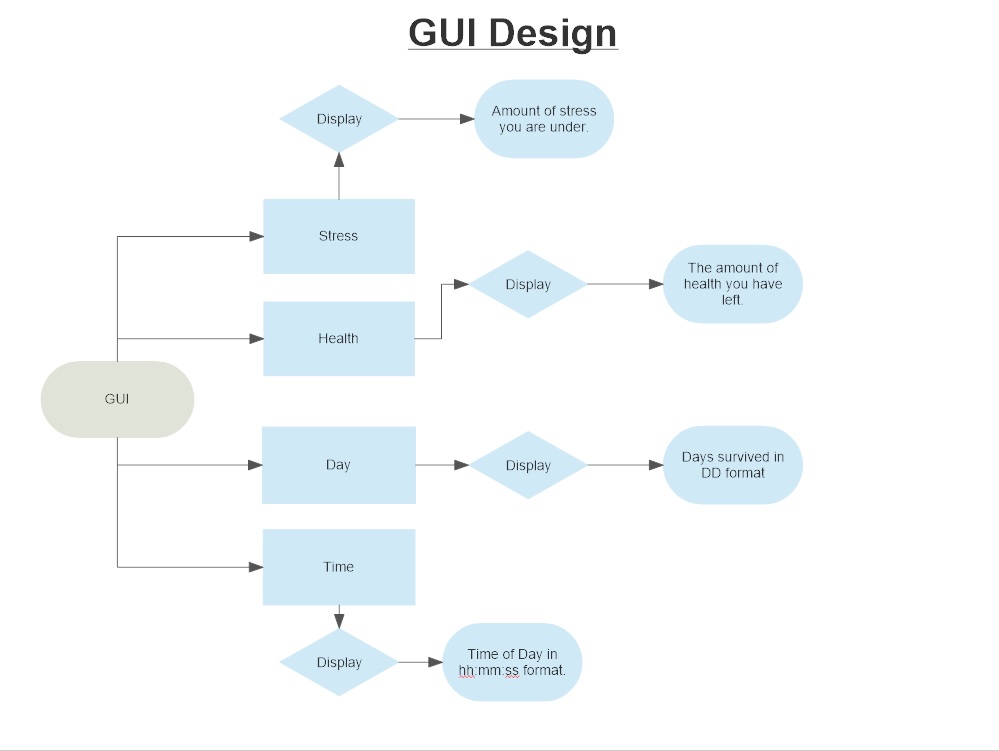 GUI Design
Display
Amount of stress
you are under.
Stress
Health
Display
The amount of
health you have
left.
GUI
Day
Display
Days survived in
DD format
Time
Display
Time of Day in
hh:mm:ss format.